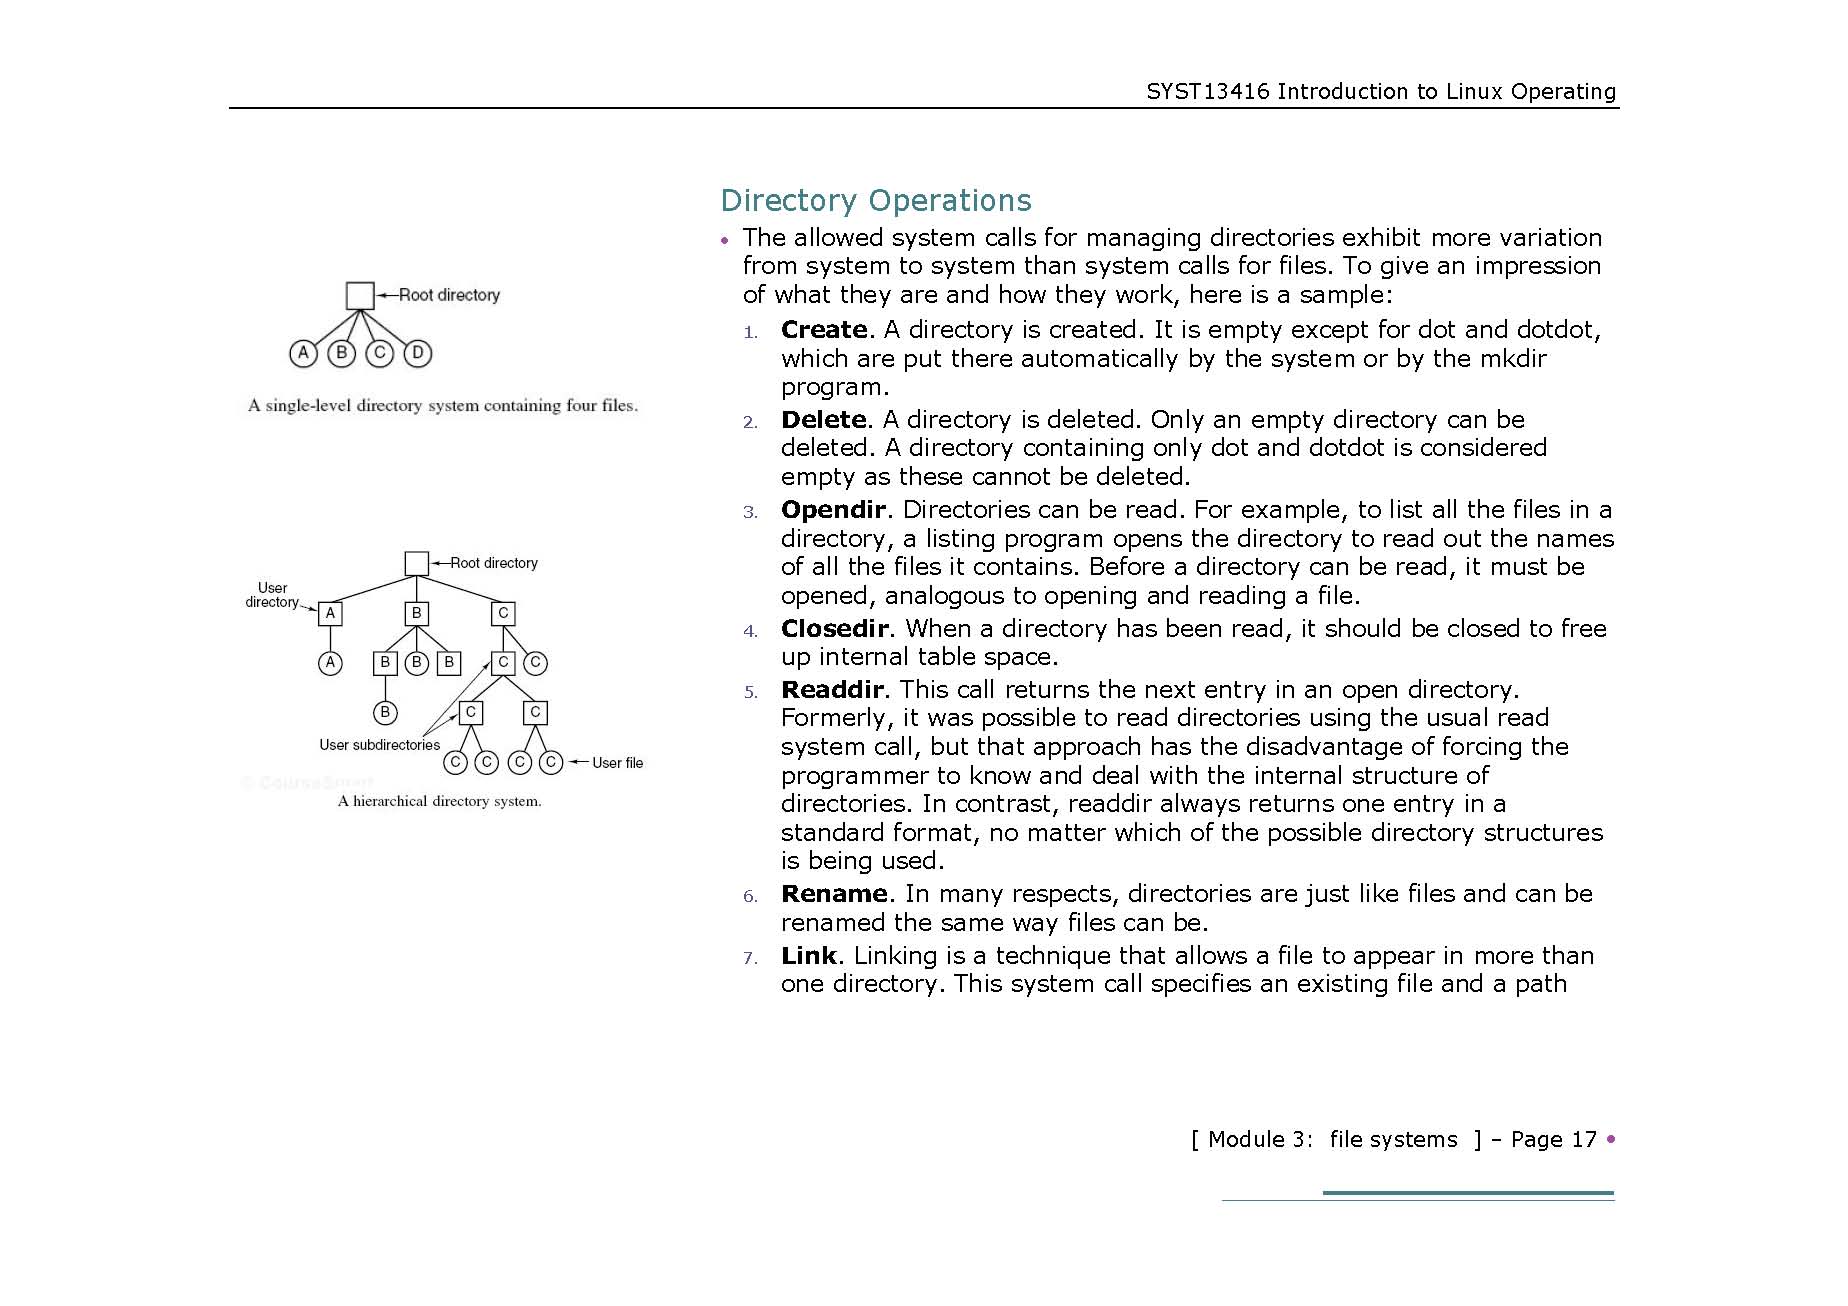 SYST13416 Introduction to Linux Operating
Root directory
A B C D
A single-level directory system containing four files.
Root directory
User
directory
A B C
A B B B C C
B C C
User subdirectories
C C C C
User file
© CourseSmart
A hierarchical directory system.
Directory Operations
• The allowed system calls for managing directories exhibit more variation
from system to system than system calls for files. To give an impression
of what they are and how they work, here is a sample:
1. Create. A directory is created. It is empty except for dot and dotdot,
which are put there automatically by the system or by the mkdir
program.
2. Delete. A directory is deleted. Only an empty directory can be
deleted. A directory containing only dot and dotdot is considered
empty as these cannot be deleted.
3. Opendir. Directories can be read. For example, to list all the files in a
directory, a listing program opens the directory to read out the names
of all the files it contains. Before a directory can be read, it must be
opened, analogous to opening and reading a file.
4. Closedir. When a directory has been read, it should be closed to free
up internal table space.
5. Readdir. This call returns the next entry in an open directory.
Formerly, it was possible to read directories using the usual read
system call, but that approach has the disadvantage of forcing the
programmer to know and deal with the internal structure of
directories. In contrast, readdir always returns one entry in a
standard format, no matter which of the possible directory structures
is being used.
6. Rename. In many respects, directories are just like files and can be
renamed the same way files can be.
7. Link. Linking is a technique that allows a file to appear in more than
one directory. This system call specifies an existing file and a path
[ Module 3: file systems ] – Page 17 •